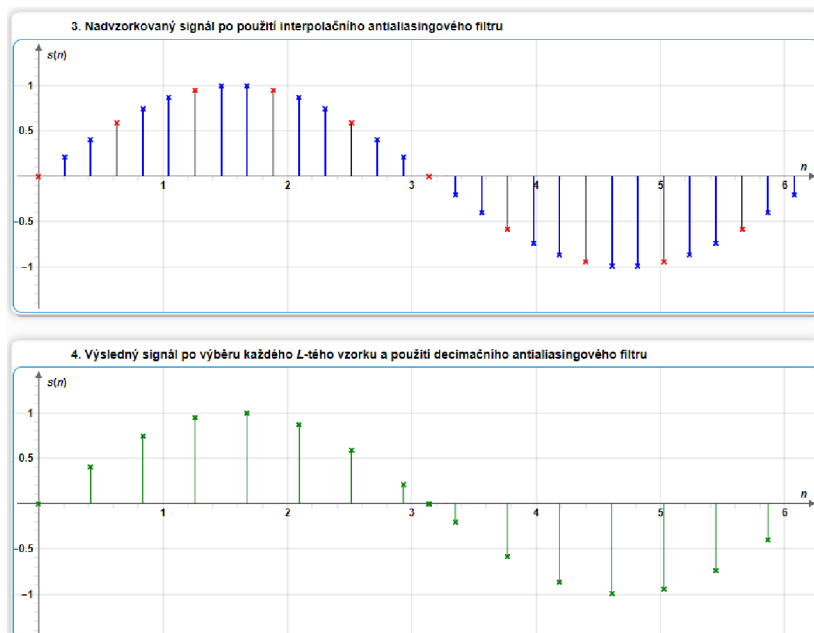 3. Nadvzorkovaný signál po použití interpolačního antialiasingového filtru
s(n)
1
0.5
−0.5
−1
1 2 3 4 5 6
n
4. Výsledný signál po výběru každého L-tého vzorku a použití decimačního antialiasingového filtru
s(n)
1
0.5
−0.5
−1
1 2 3 4 5 6
n